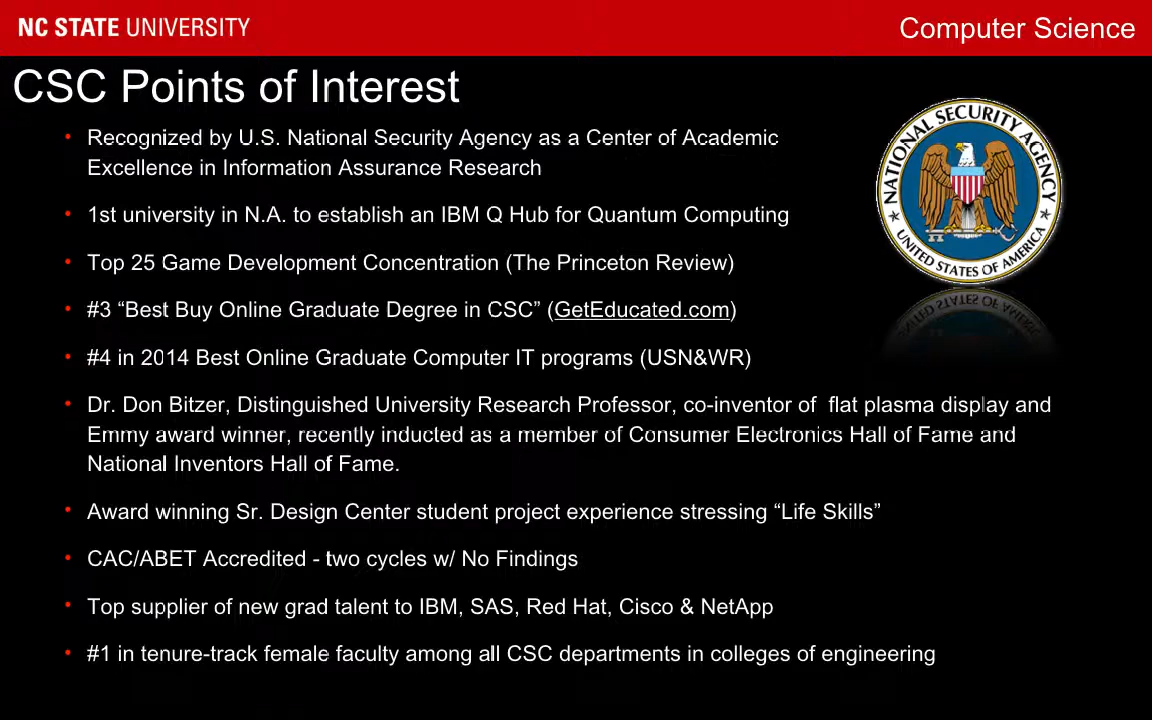 NC STATE UNIVERSITY
Computer Science
CSC Points of Interest
• Recognized by U.S. National Security Agency as a Center of Academic
Excellence in Information Assurance Research
• 1st university in N.A. to establish an IBM Q Hub for Quantum Computing
• Top 25 Game Development Concentration (The Princeton Review)
• #3 “Best Buy Online Graduate Degree in CSC” (GetEducated.com)
• #4 in 2014 Best Online Graduate Computer IT programs (USN&WR)
• Dr. Don Bitzer, Distinguished University Research Professor, co-inventor of flat plasma display and
Emmy award winner, recently inducted as a member of Consumer Electronics Hall of Fame and
National Inventors Hall of Fame.
• Award winning Sr. Design Center student project experience stressing “Life Skills”
• CAC/ABET Accredited - two cycles w/ No Findings
• Top supplier of new grad talent to IBM, SAS, Red Hat, Cisco & NetApp
• #1 in tenure-track female faculty among all CSC departments in colleges of engineering
NATIONAL SECURITY AGENCY
UNITED STATES OF AMERICA